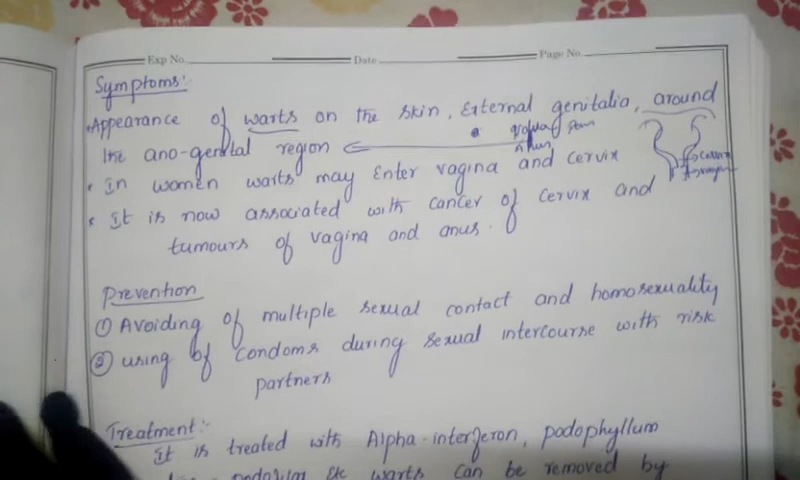 Exp No. Date Page No.
Symptoms:-
• Appearance of warts on the skin, External genitalia, around
the ano-genital region
• In women warts may Enter vagina and cervix
• It is now associated with cancer of cervix and
tumours of vagina and anus.
Prevention
① Avoiding of multiple sexual contact and homosexuality
② using of condoms during sexual intercourse with risk
partners
Treatment:-
It is treated with Alpha-interferon, podophyllum
etc warts can be removed by